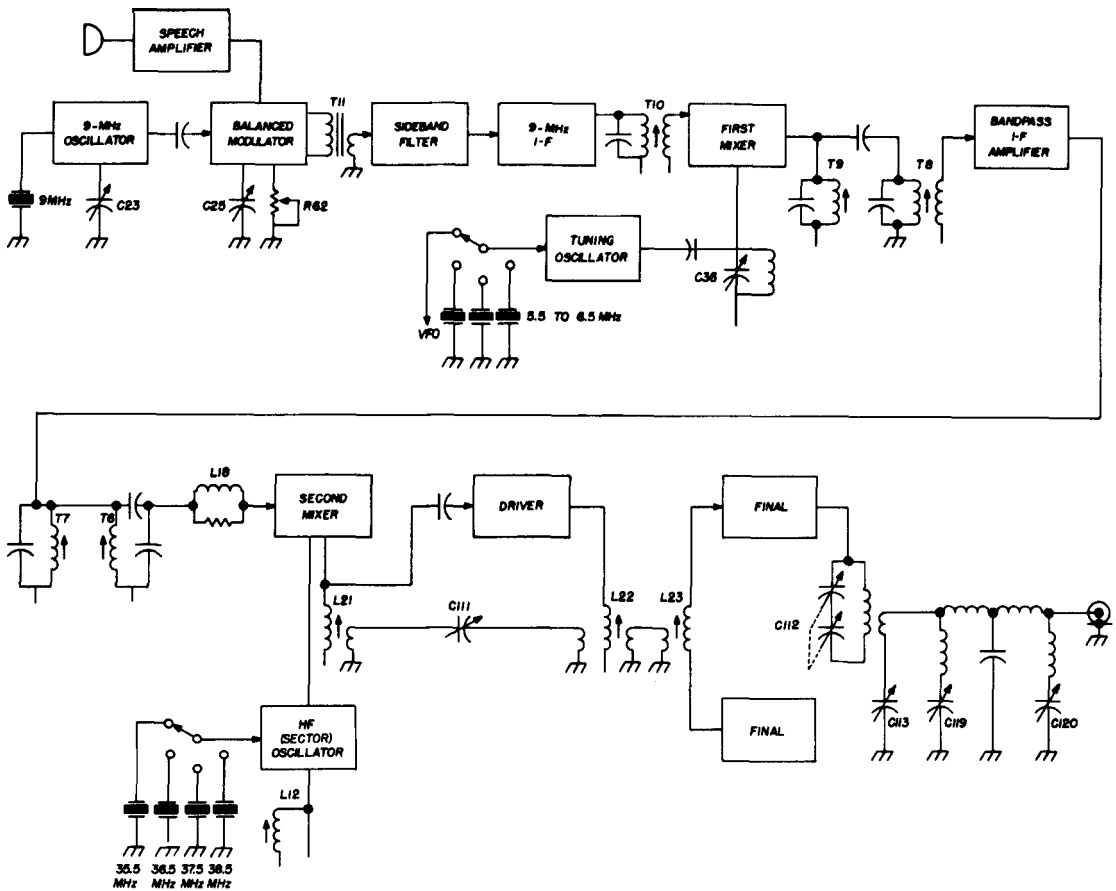 SPEECH
AMPLIFIER
9-MHz
OSCILLATOR
BALANCED
MODULATOR
T11
SIDEBAND
FILTER
9-MHz
I-F
T10
FIRST
MIXER
T9
T8
BANDPASS
I-F
AMPLIFIER
9MHz
C23
C25
R62
TUNING
OSCILLATOR
C36
VFO
5.5 TO 6.5 MHz
L18
T7
T6
SECOND
MIXER
DRIVER
FINAL
L21
C111
L22
L23
C112
HF
(SECTOR)
OSCILLATOR
FINAL
C113
C119
C120
L12
35.5
MHz
36.5
MHz
37.5
MHz
38.5
MHz